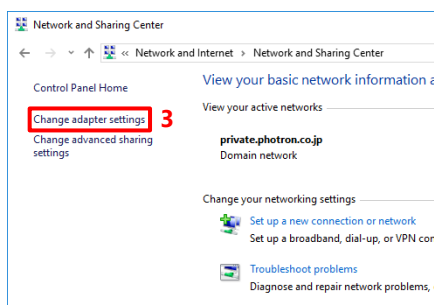 Network and Sharing Center
« Network and Internet > Network and Sharing Center
Control Panel Home
View your basic network information a
Change adapter settings 3
View your active networks
Change advanced sharing
settings
private.photron.co.jp
Domain network
Change your networking settings
Set up a new connection or network
Set up a broadband, dial-up, or VPN con
Troubleshoot problems
Diagnose and repair network problems,